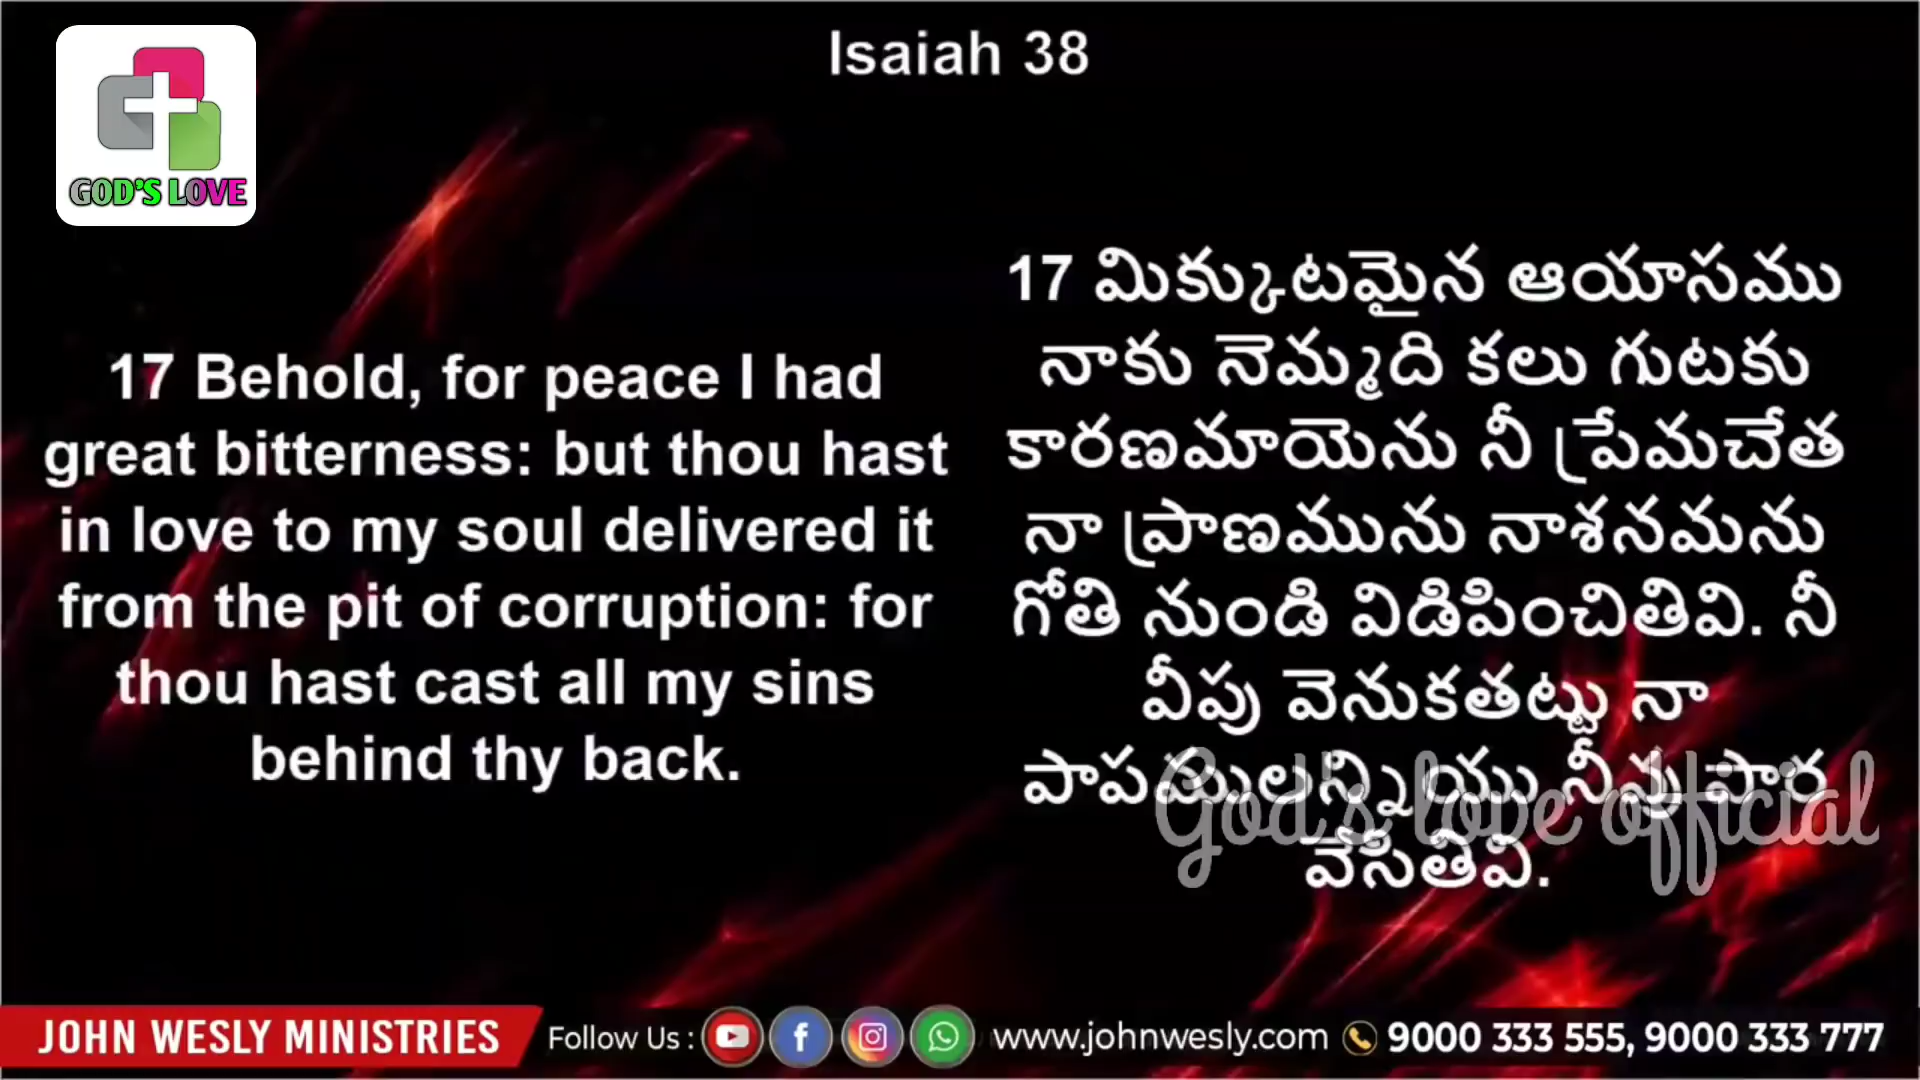 Isaiah 38
GOD'S LOVE
17 Behold, for peace I had
great bitterness: but thou hast
in love to my soul delivered it
from the pit of corruption: for
thou hast cast all my sins
behind thy back.
17 మిక్కుటమైన ఆయాసము
నాకు నెమ్మది కలు గుటకు
కారణమాయెను నీ ప్రేమచేత
నా ప్రాణమును నాశనమను
గోతి నుండి విడిపించితివి. నీ
వీపు వెనుకతట్టు నా
పాపములన్నియు నీవు పార
వేసితివి.
God's love official
JOHN WESLY MINISTRIES
Follow Us : www.johnwesly.com 9000 333 555, 9000 333 777